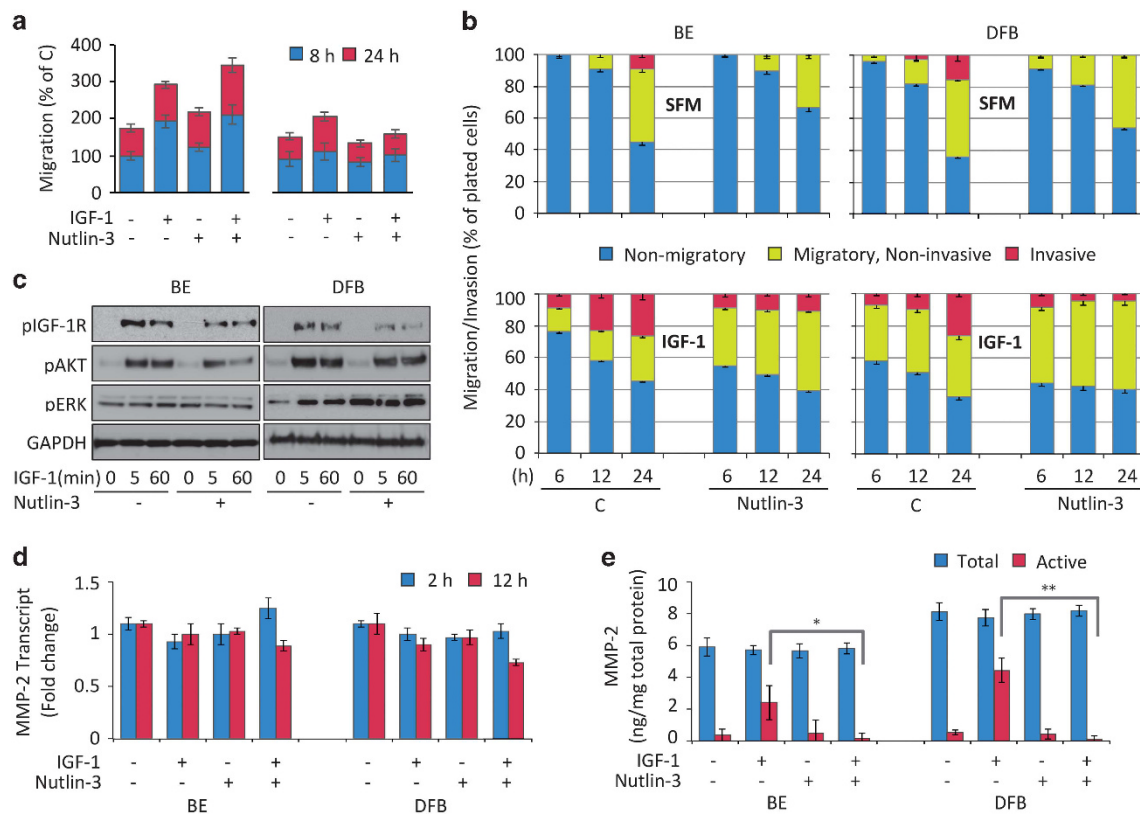 a
Migration (% of C)
400
300
200
100
0
8 h 24 h
IGF-1 - + - + - + - +
Nutlin-3 - - + + - - + +
b
BE DFB
Migration/Invasion (% of plated cells)
100
80
60
40
20
0
SFM SFM
Non-migratory Migratory, Non-invasive Invasive
100
80
60
40
20
0
IGF-1 IGF-1
(h) 6 12 24 6 12 24 6 12 24 6 12 24
C Nutlin-3 C Nutlin-3
c
BE DFB
pIGF-1R
pAKT
pERK
GAPDH
IGF-1(min) 0 5 60 0 5 60 0 5 60 0 5 60
Nutlin-3 - + - +
d
MMP-2 Transcript
(Fold change)
1.5
1
0.5
0
2 h 12 h
IGF-1 - + - + - + - +
Nutlin-3 - - + + - - + +
BE DFB
e
Total Active
MMP-2
(ng/mg total protein)
10
8
6
4
2
0
* **
IGF-1 - + - + - + - +
Nutlin-3 - - + + - - + +
BE DFB